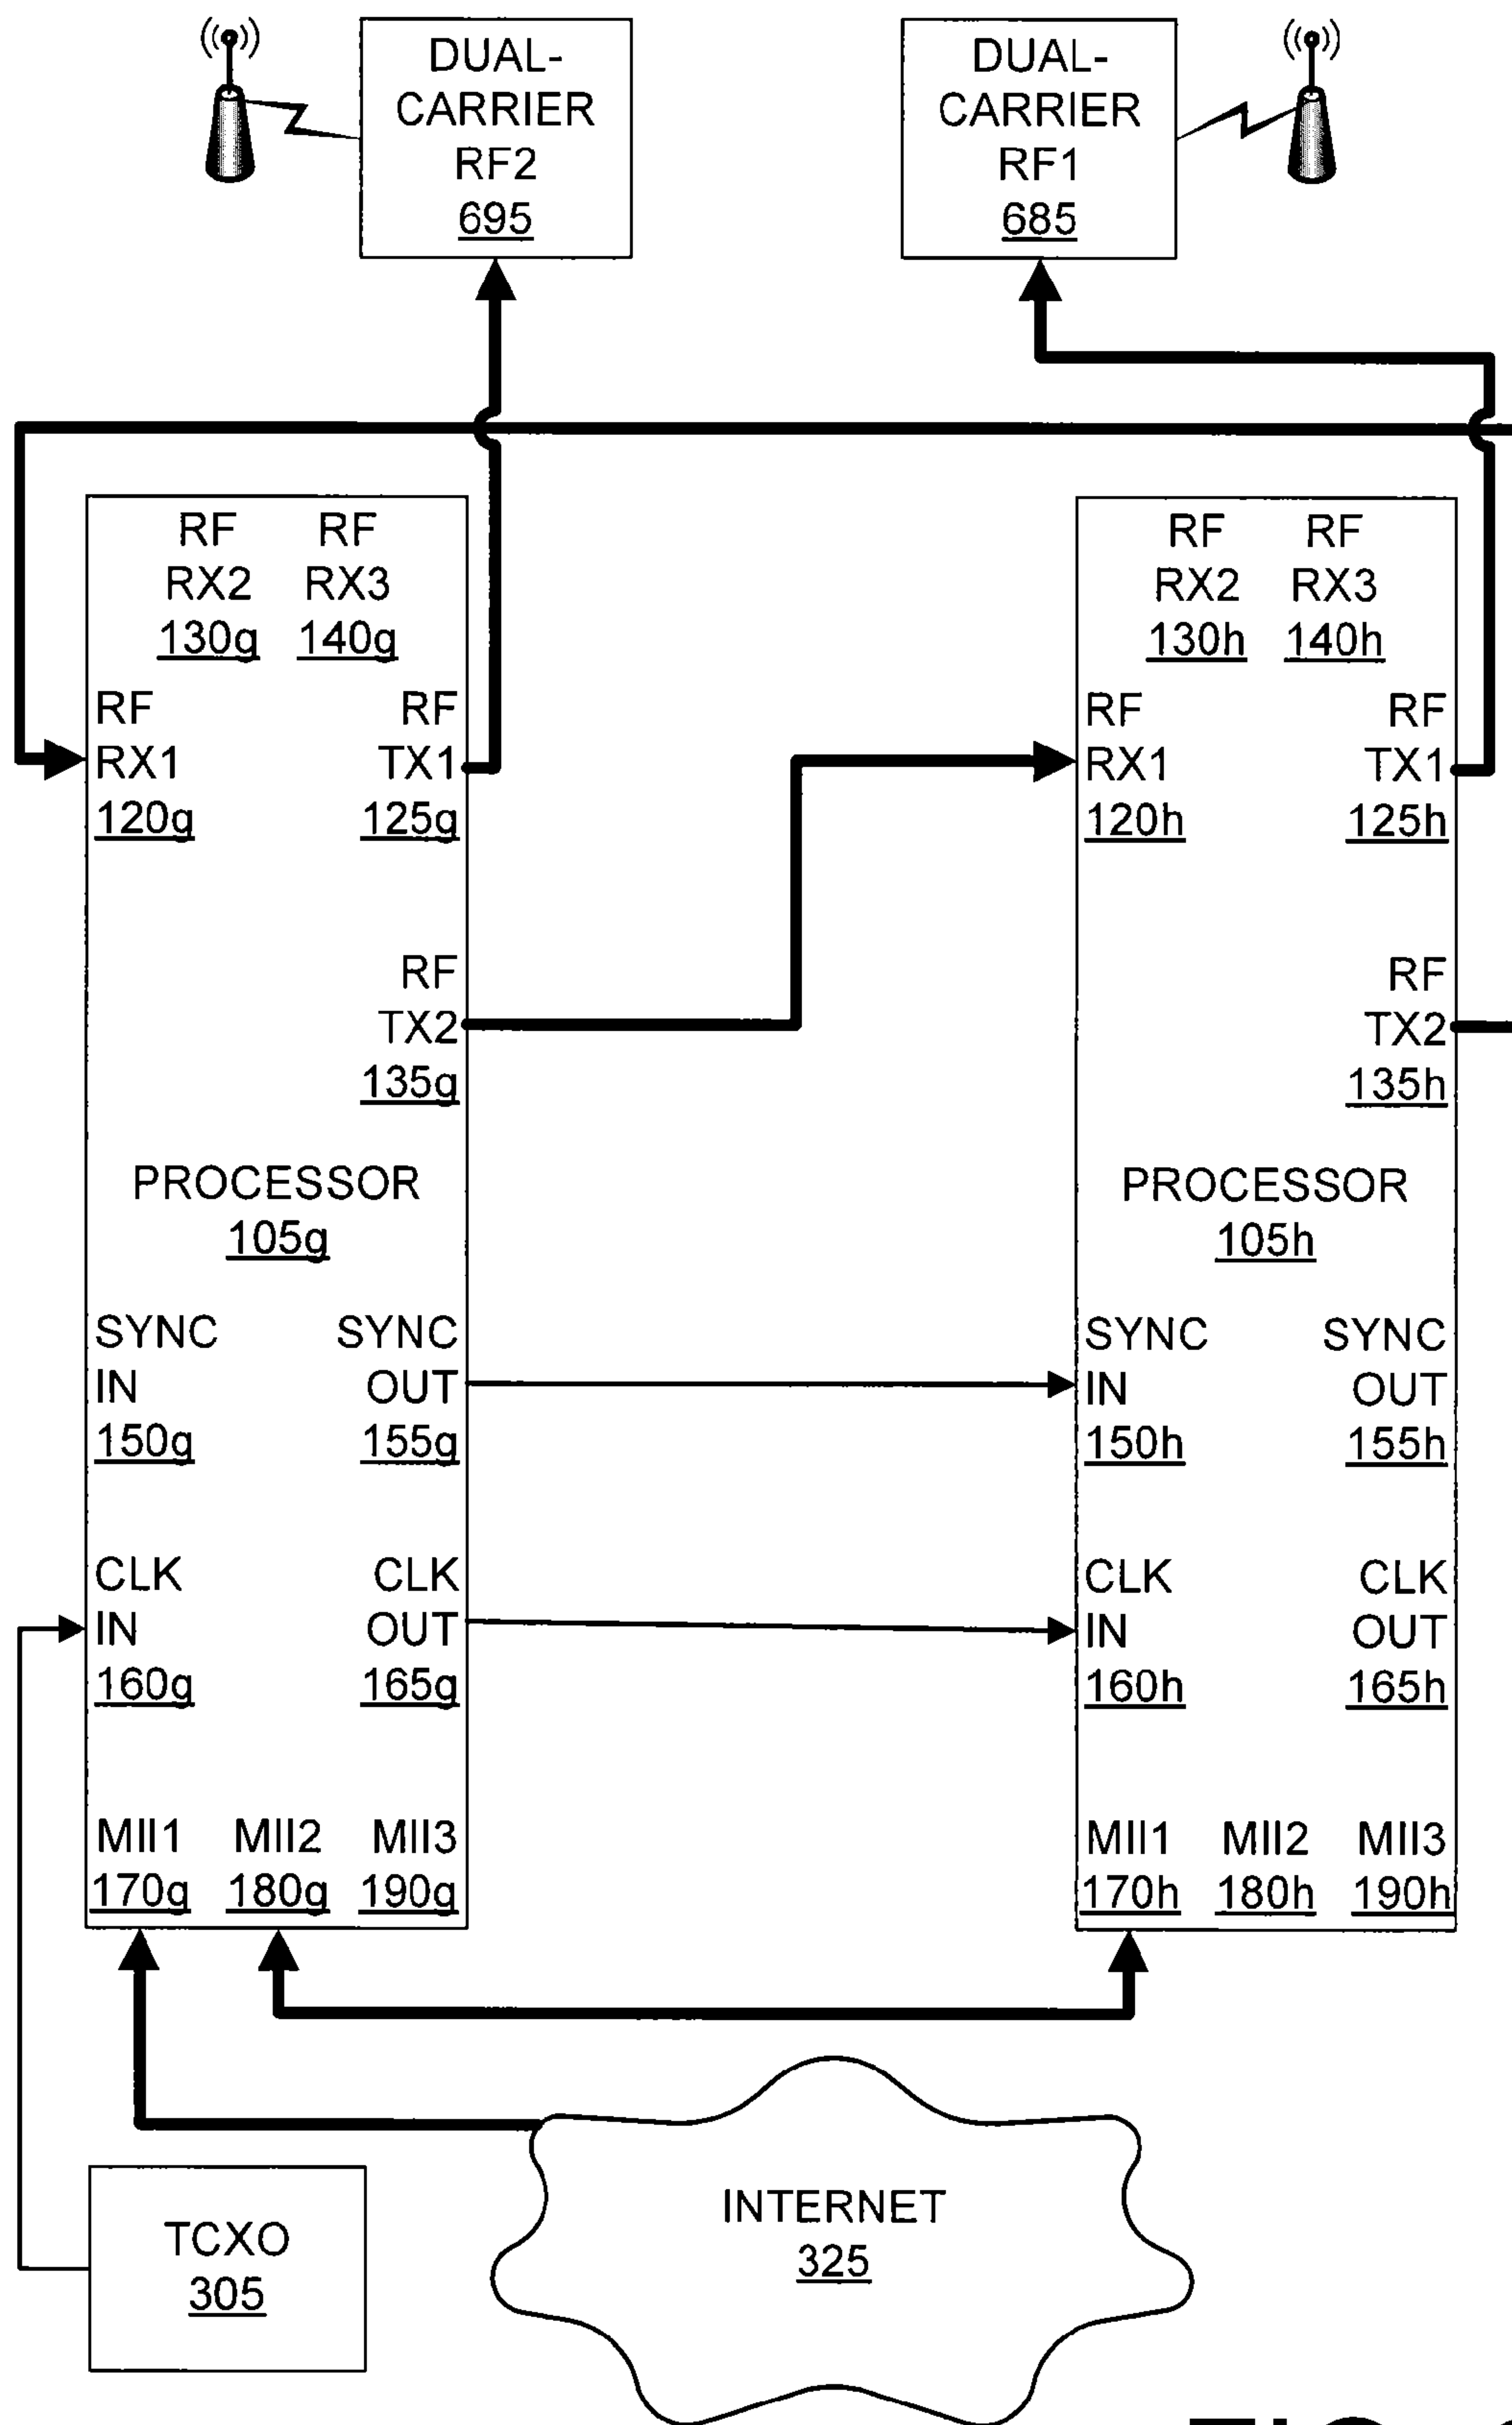 DUAL-
CARRIER
RF2
695
DUAL-
CARRIER
RF1
685
RF
RX2
130g
RF
RX3
140g
RF
RX1
120g
RF
TX1
125g
RF
TX2
135g
PROCESSOR
105g
SYNC
IN
150g
SYNC
OUT
155g
CLK
IN
160g
CLK
OUT
165g
MII1
170g
MII2
180g
MII3
190g
RF
RX2
130h
RF
RX3
140h
RF
RX1
120h
RF
TX1
125h
RF
TX2
135h
PROCESSOR
105h
SYNC
IN
150h
SYNC
OUT
155h
CLK
IN
160h
CLK
OUT
165h
MII1
170h
MII2
180h
MII3
190h
TCXO
305
INTERNET
325